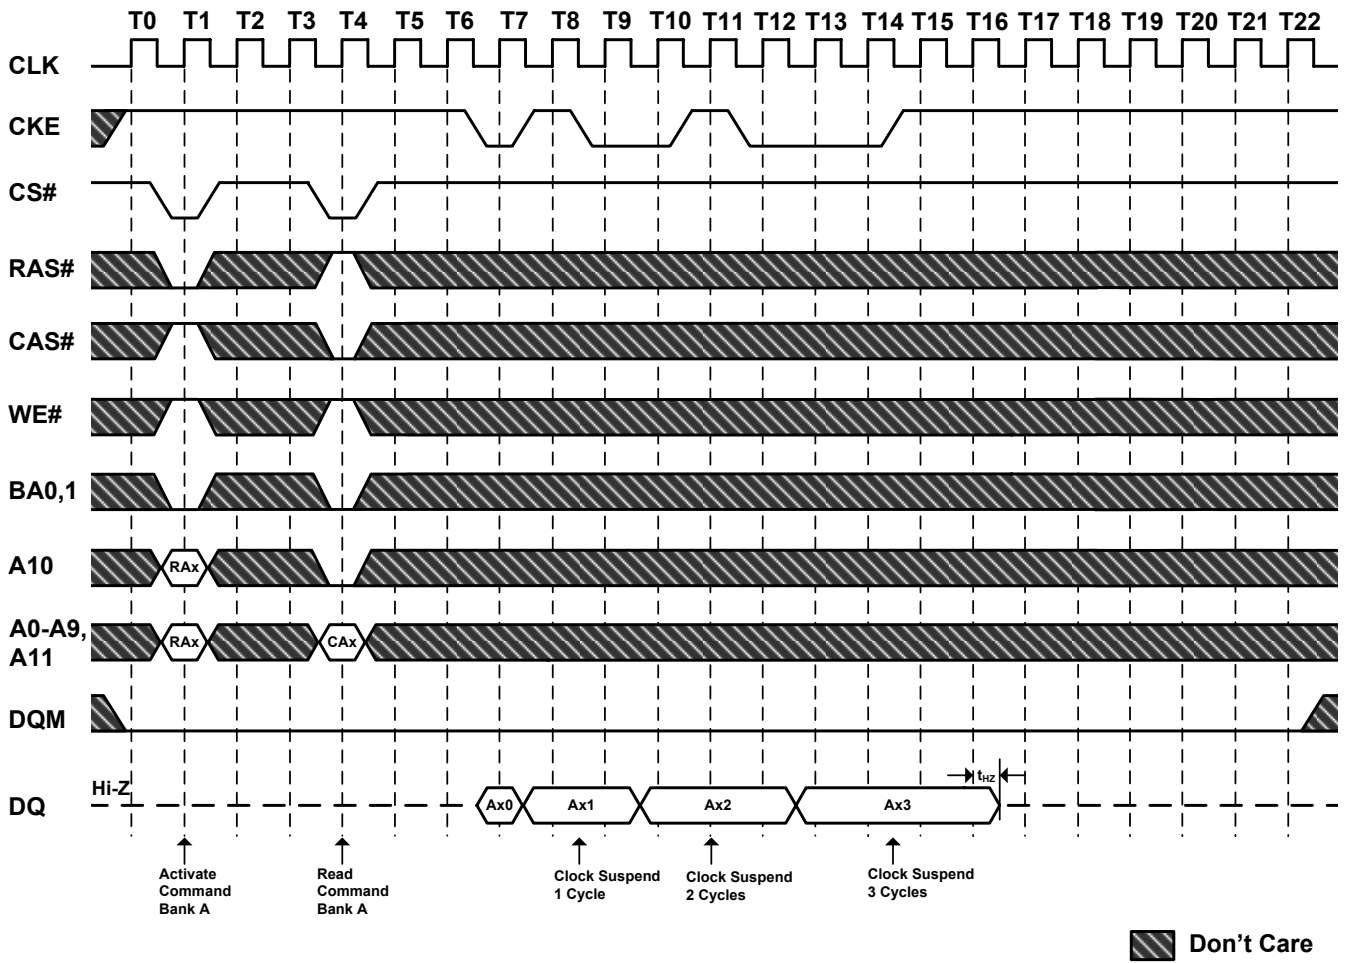 T0 T1 T2 T3 T4 T5 T6 T7 T8 T9 T10 T11 T12 T13 T14 T15 T16 T17 T18 T19 T20 T21 T22
CLK
CKE
CS#
RAS#
CAS#
WE#
BA0,1
A10
RAx
A0-A9,
A11
RAx
CAx
DQM
tHZ
Hi-Z
DQ
Ax0
Ax1
Ax2
Ax3
Activate
Command
Bank A
Read
Command
Bank A
Clock Suspend
1 Cycle
Clock Suspend
2 Cycles
Clock Suspend
3 Cycles
Don't Care